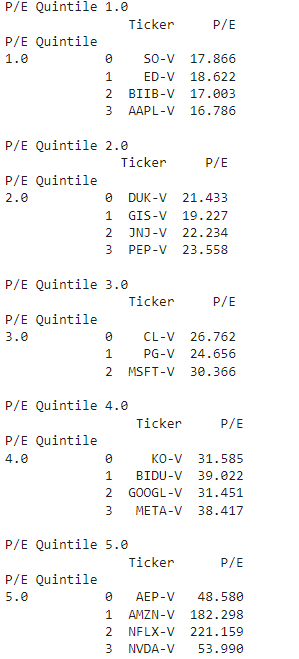 P/E Quintile 1.0
Ticker P/E
P/E Quintile
1.0 0 SO-V 17.866
1 ED-V 18.622
2 BIIB-V 17.003
3 AAPL-V 16.786
P/E Quintile 2.0
Ticker P/E
P/E Quintile
2.0 0 DUK-V 21.433
1 GIS-V 19.227
2 JNJ-V 22.234
3 PEP-V 23.558
P/E Quintile 3.0
Ticker P/E
P/E Quintile
3.0 0 CL-V 26.762
1 PG-V 24.656
2 MSFT-V 30.366
P/E Quintile 4.0
Ticker P/E
P/E Quintile
4.0 0 KO-V 31.585
1 BIDU-V 39.022
2 GOOGL-V 31.451
3 META-V 38.417
P/E Quintile 5.0
Ticker P/E
P/E Quintile
5.0 0 AEP-V 48.580
1 AMZN-V 182.298
2 NFLX-V 221.159
3 NVDA-V 53.990